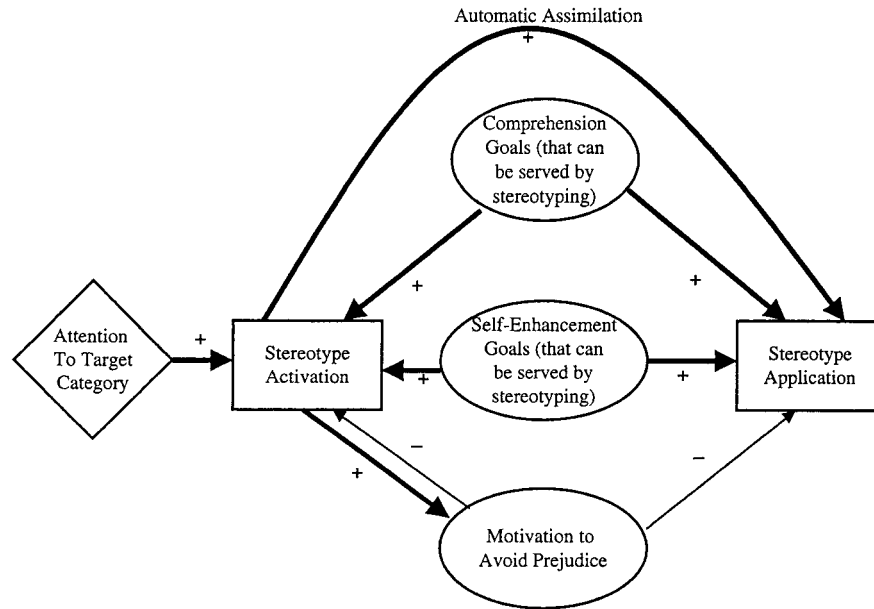 Automatic Assimilation
+
Comprehension
Goals (that can
be served by
stereotyping)
+
+
Attention
To Target
Category
+
Stereotype
Activation
+
Self-Enhancement
Goals (that can
be served by
stereotyping)
+
Stereotype
Application
+
–
–
Motivation to
Avoid Prejudice